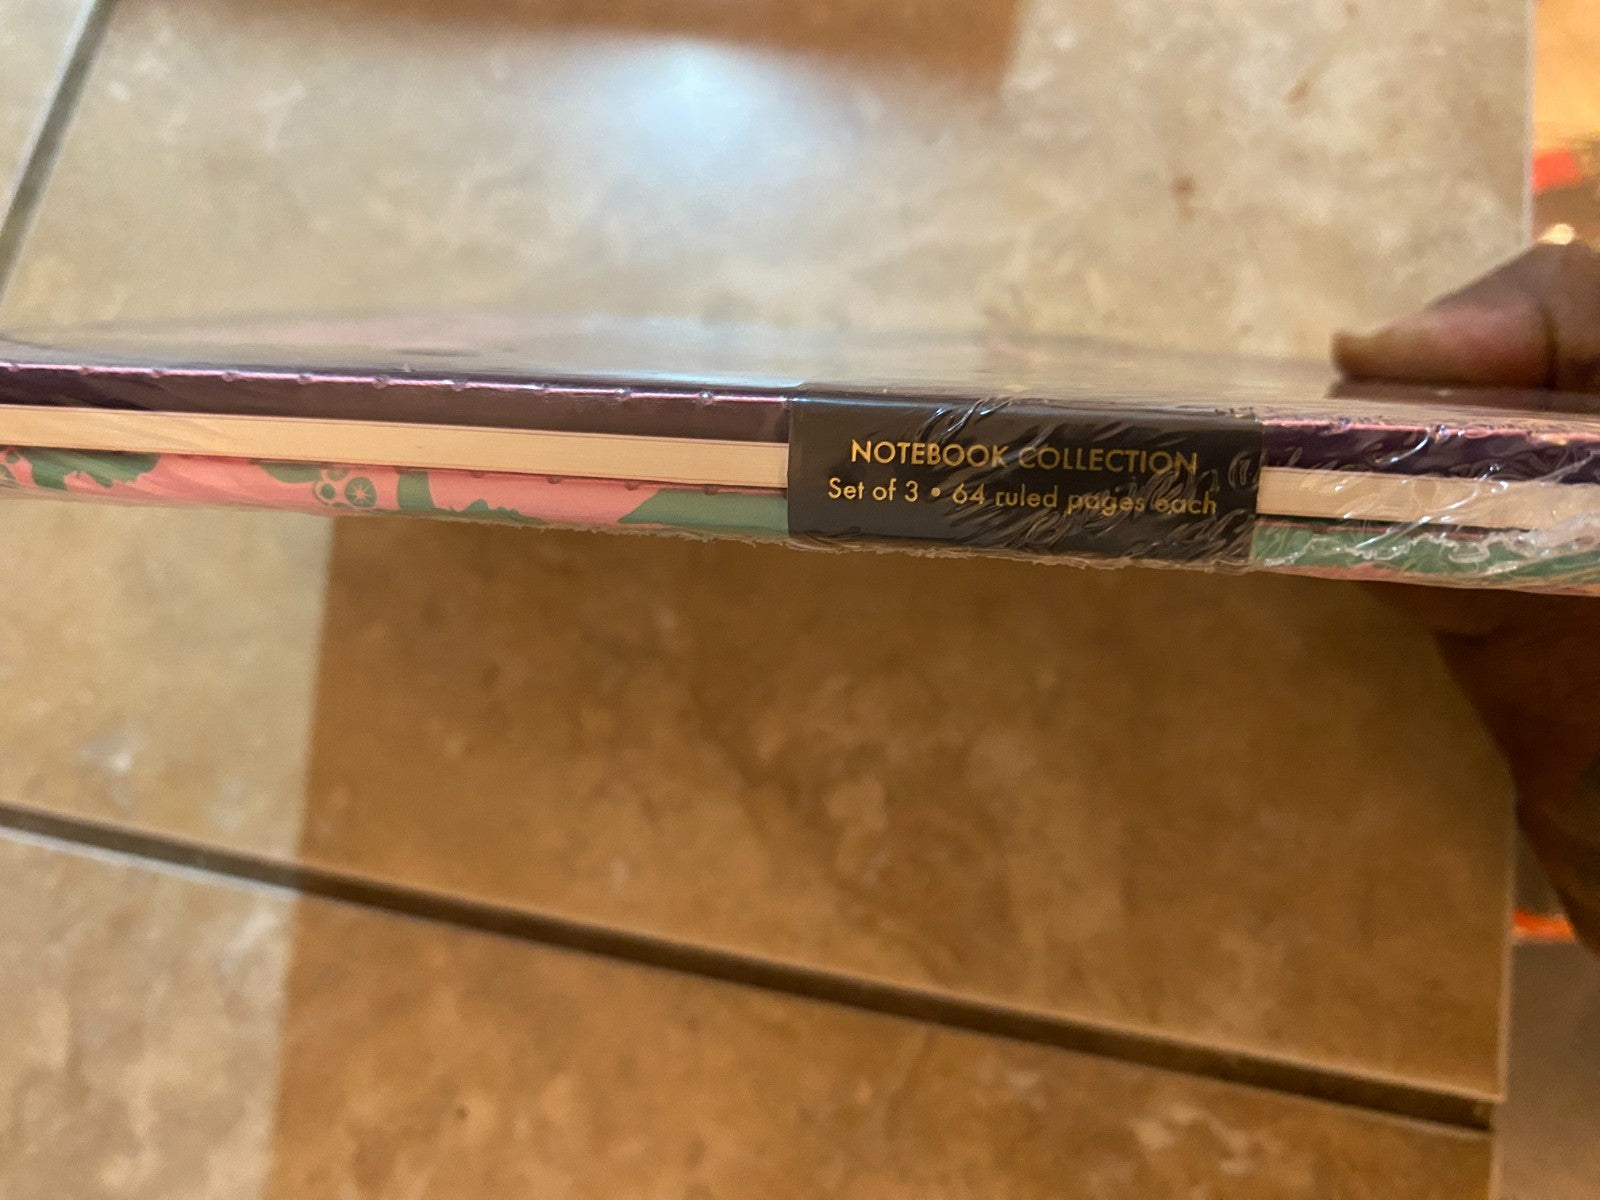 NOTEBOOK COLLECTION
Set of 3 • 64 ruled pages each